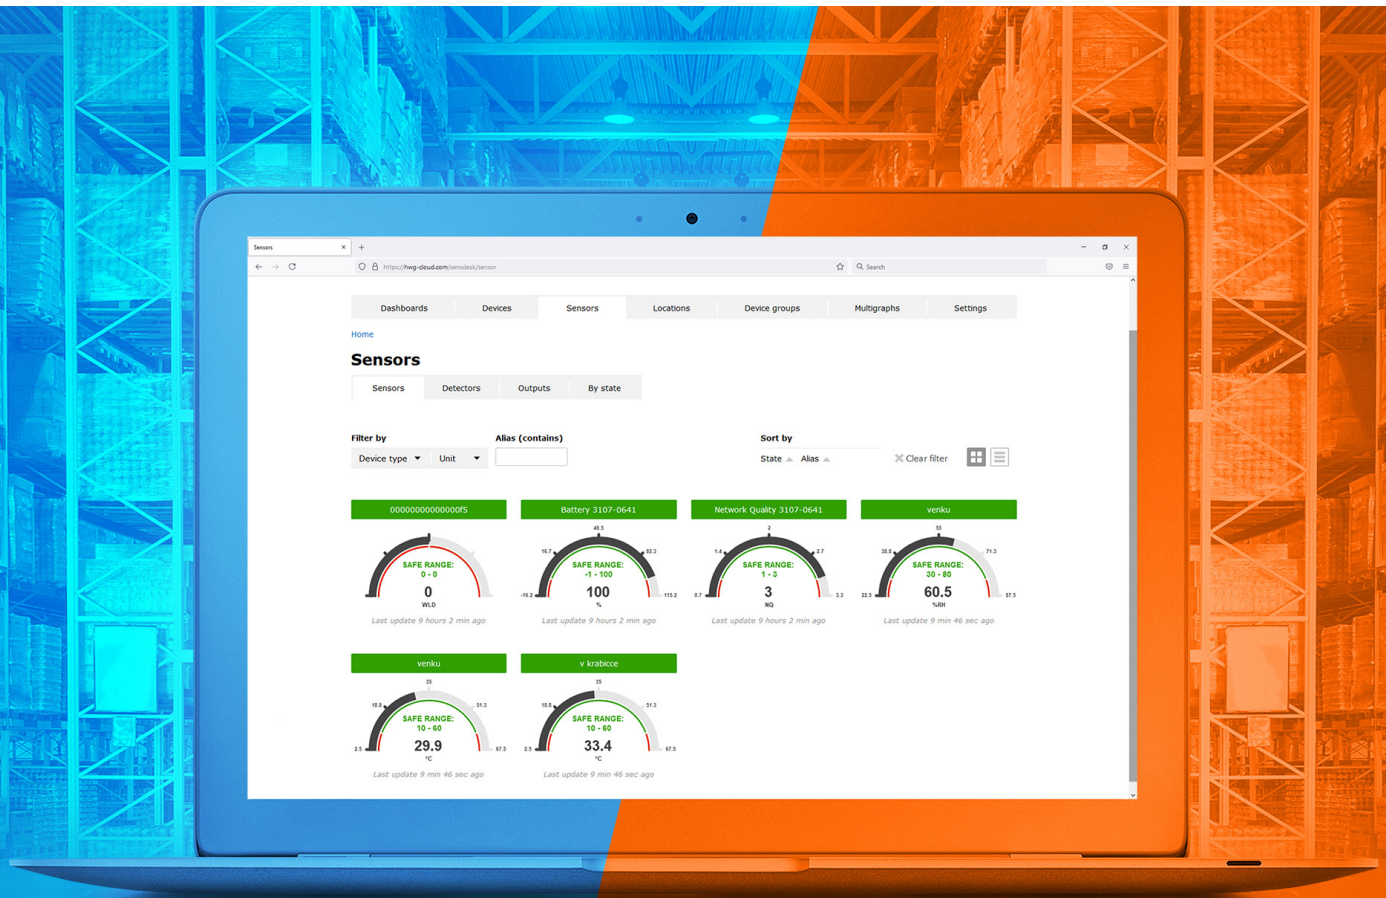 Sensors
https://hwg-cloud.com/sensdesk/sensor
Search
Dashboards Devices Sensors Locations Device groups Multigraphs Settings
Home
Sensors
Sensors Detectors Outputs By state
Filter by Alias (contains) Sort by
Device type Unit State Alias Clear filter
00000000000000f5 Battery 3107-0641 Network Quality 3107-0641 venku
49.5 2 55
16.7 82.3 1.4 2.7 38.8 71.3
SAFE RANGE: SAFE RANGE: SAFE RANGE: SAFE RANGE:
0 - 0 -1 - 100 1 - 3 30 - 80
0 100 3 60.5
-16.2 115.2 0.7 3.3 22.5 87.5
WLD % NQ %RH
Last update 9 hours 2 min ago Last update 9 hours 2 min ago Last update 9 hours 2 min ago Last update 9 min 46 sec ago
venku v krabicce
35 35
18.8 51.3 18.8 51.3
SAFE RANGE: SAFE RANGE:
10 - 60 10 - 60
29.9 33.4
2.5 67.5 2.5 67.5
°C °C
Last update 9 min 46 sec ago Last update 9 min 46 sec ago